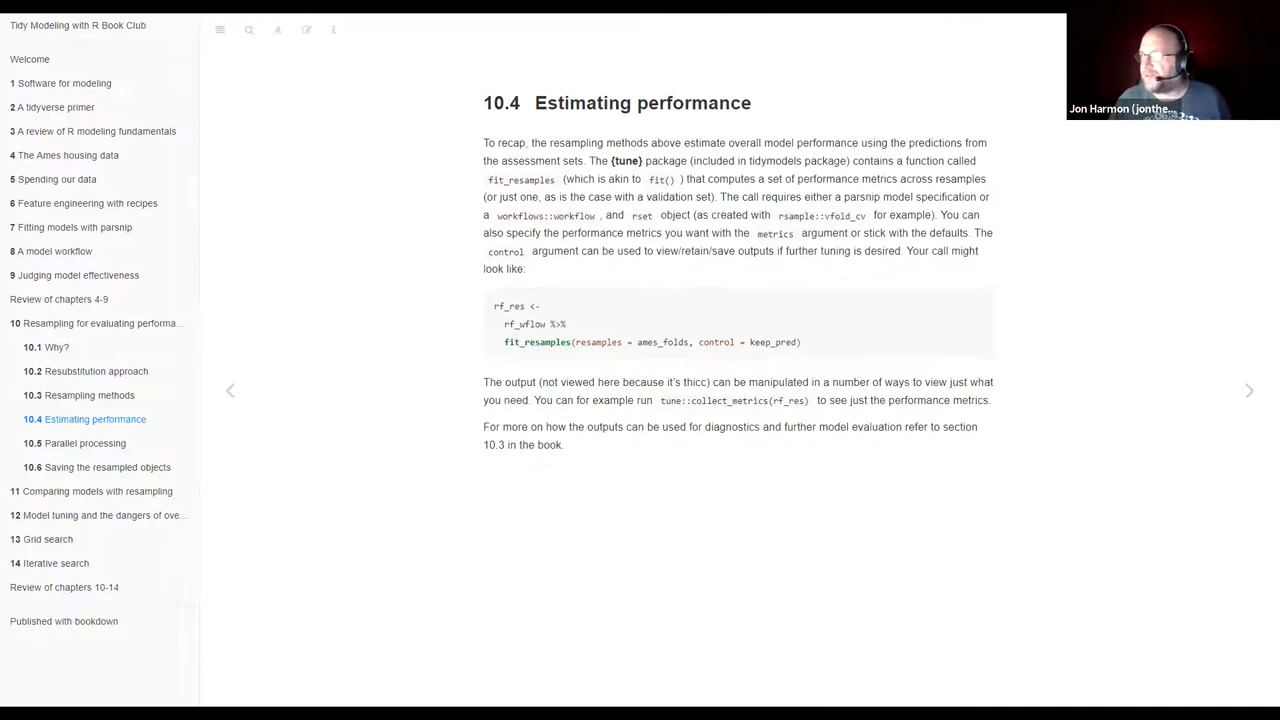 Tidy Modeling with R Book Club
Welcome
1 Software for modeling
2 A tidyverse primer
3 A review of R modeling fundamentals
4 The Ames housing data
5 Spending our data
6 Feature engineering with recipes
7 Fitting models with parsnip
8 A model workflow
9 Judging model effectiveness
Review of chapters 4-9
10 Resampling for evaluating performa...
10.1 Why?
10.2 Resubstitution approach
10.3 Resampling methods
10.4 Estimating performance
10.5 Parallel processing
10.6 Saving the resampled objects
11 Comparing models with resampling
12 Model tuning and the dangers of ove...
13 Grid search
14 Iterative search
Review of chapters 10-14
Published with bookdown
10.4 Estimating performance
To recap, the resampling methods above estimate overall model performance using the predictions from
the assessment sets. The {tune} package (included in tidymodels package) contains a function called
fit_resamples (which is akin to fit() ) that computes a set of performance metrics across resamples
(or just one, as is the case with a validation set). The call requires either a parsnip model specification or
a workflows::workflow , and rset object (as created with rsample::vfold_cv for example). You can
also specify the performance metrics you want with the metrics argument or stick with the defaults. The
control argument can be used to view/retain/save outputs if further tuning is desired. Your call might
look like:
rf_res <-
rf_wflow %>%
fit_resamples(resamples = ames_folds, control = keep_pred)
The output (not viewed here because it's thicc) can be manipulated in a number of ways to view just what
you need. You can for example run tune::collect_metrics(rf_res) to see just the performance metrics.
For more on how the outputs can be used for diagnostics and further model evaluation refer to section
10.3 in the book.
Jon Harmon (jonthe...